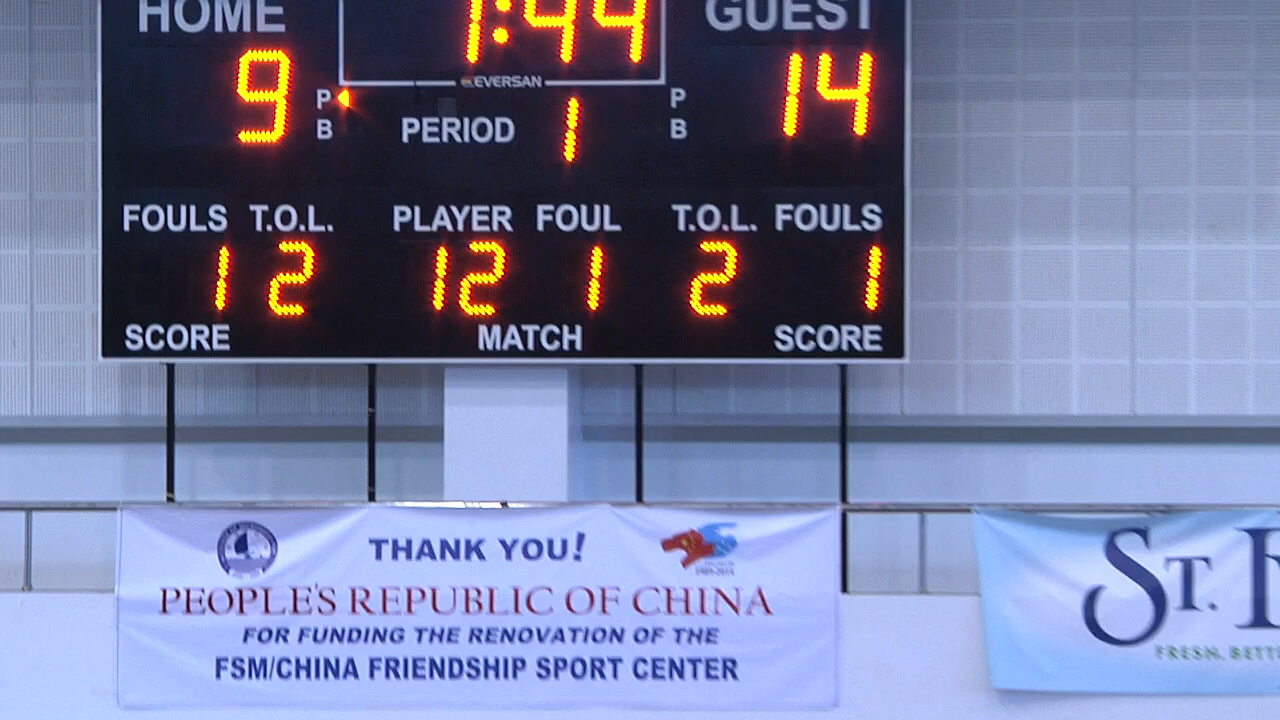 HOME 1:44 GUEST
9 14
EVERSAN
P P
PERIOD 1
B B
FOULS T.O.L. PLAYER FOUL T.O.L. FOULS
1 2 12 1 2 1
SCORE MATCH SCORE
THANK YOU!
PEOPLE'S REPUBLIC OF CHINA
FOR FUNDING THE RENOVATION OF THE
FSM/CHINA FRIENDSHIP SPORT CENTER
ST.
FRESH.